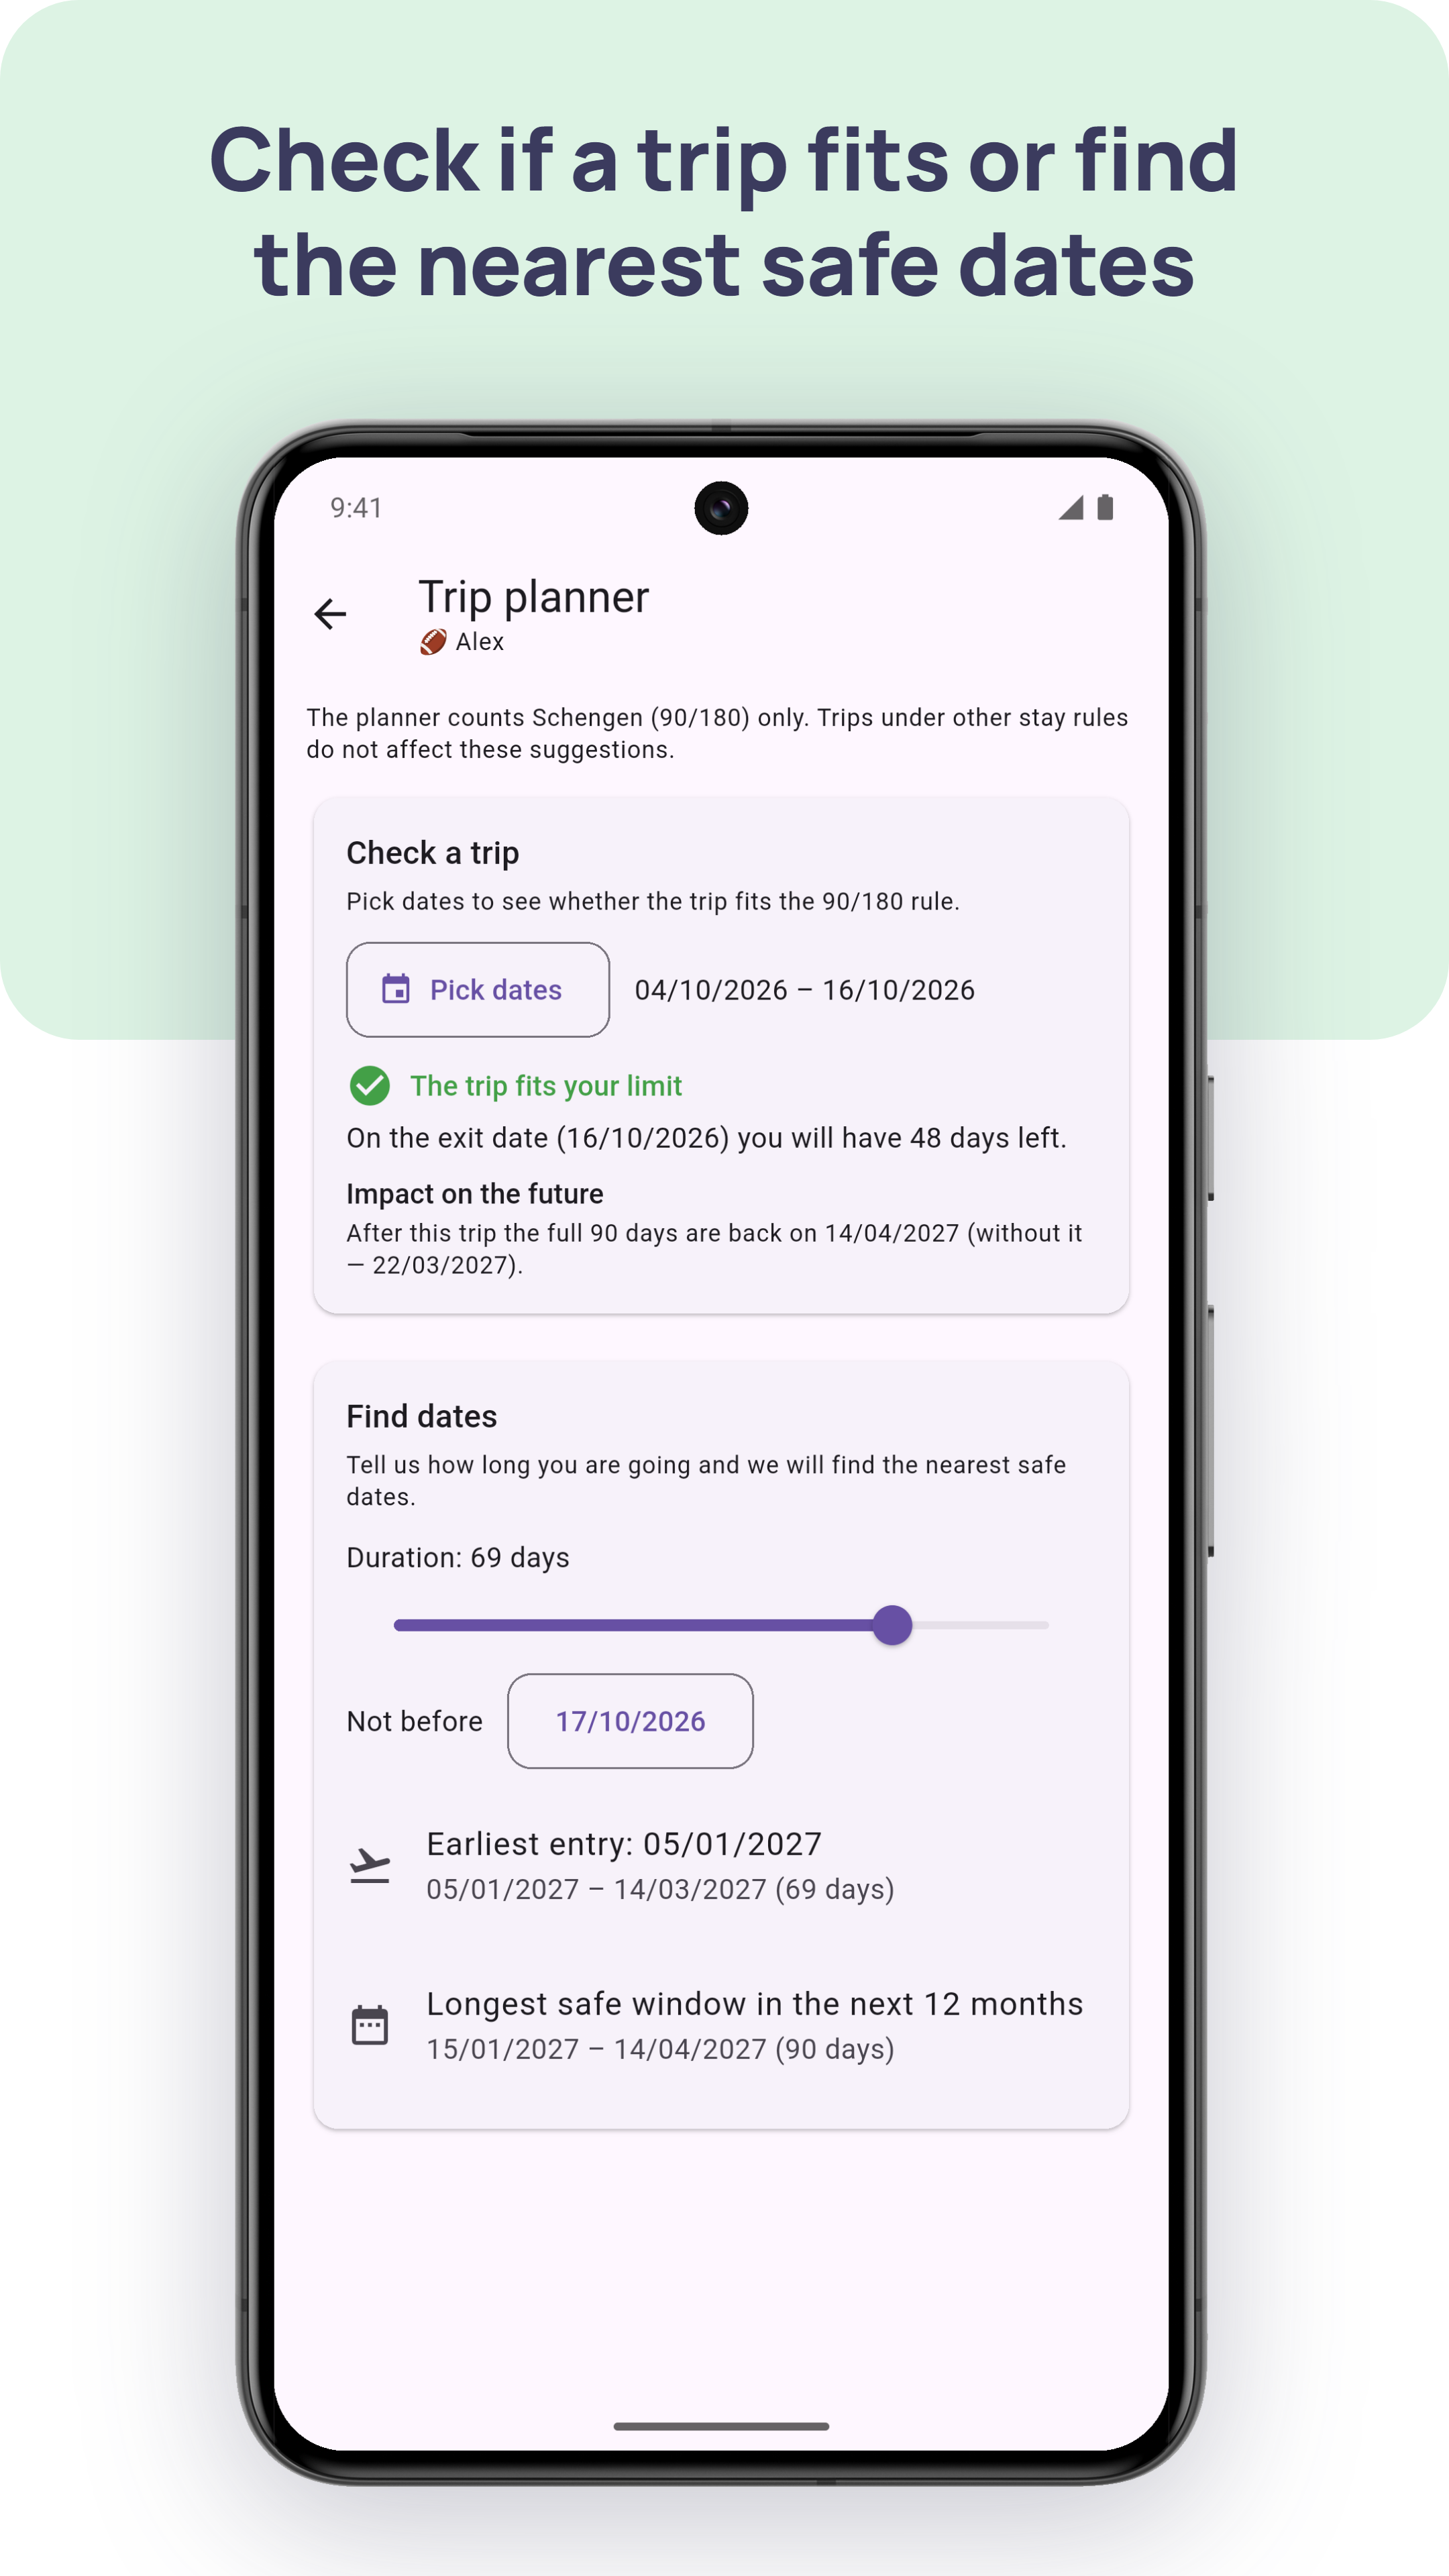 Check if a trip fits or find
the nearest safe dates
9:41
Trip planner
🏈 Alex
The planner counts Schengen (90/180) only. Trips under other stay rules
do not affect these suggestions.
Check a trip
Pick dates to see whether the trip fits the 90/180 rule.
Pick dates 04/10/2026 – 16/10/2026
The trip fits your limit
On the exit date (16/10/2026) you will have 48 days left.
Impact on the future
After this trip the full 90 days are back on 14/04/2027 (without it
— 22/03/2027).
Find dates
Tell us how long you are going and we will find the nearest safe
dates.
Duration: 69 days
Not before 17/10/2026
Earliest entry: 05/01/2027
05/01/2027 – 14/03/2027 (69 days)
Longest safe window in the next 12 months
15/01/2027 – 14/04/2027 (90 days)